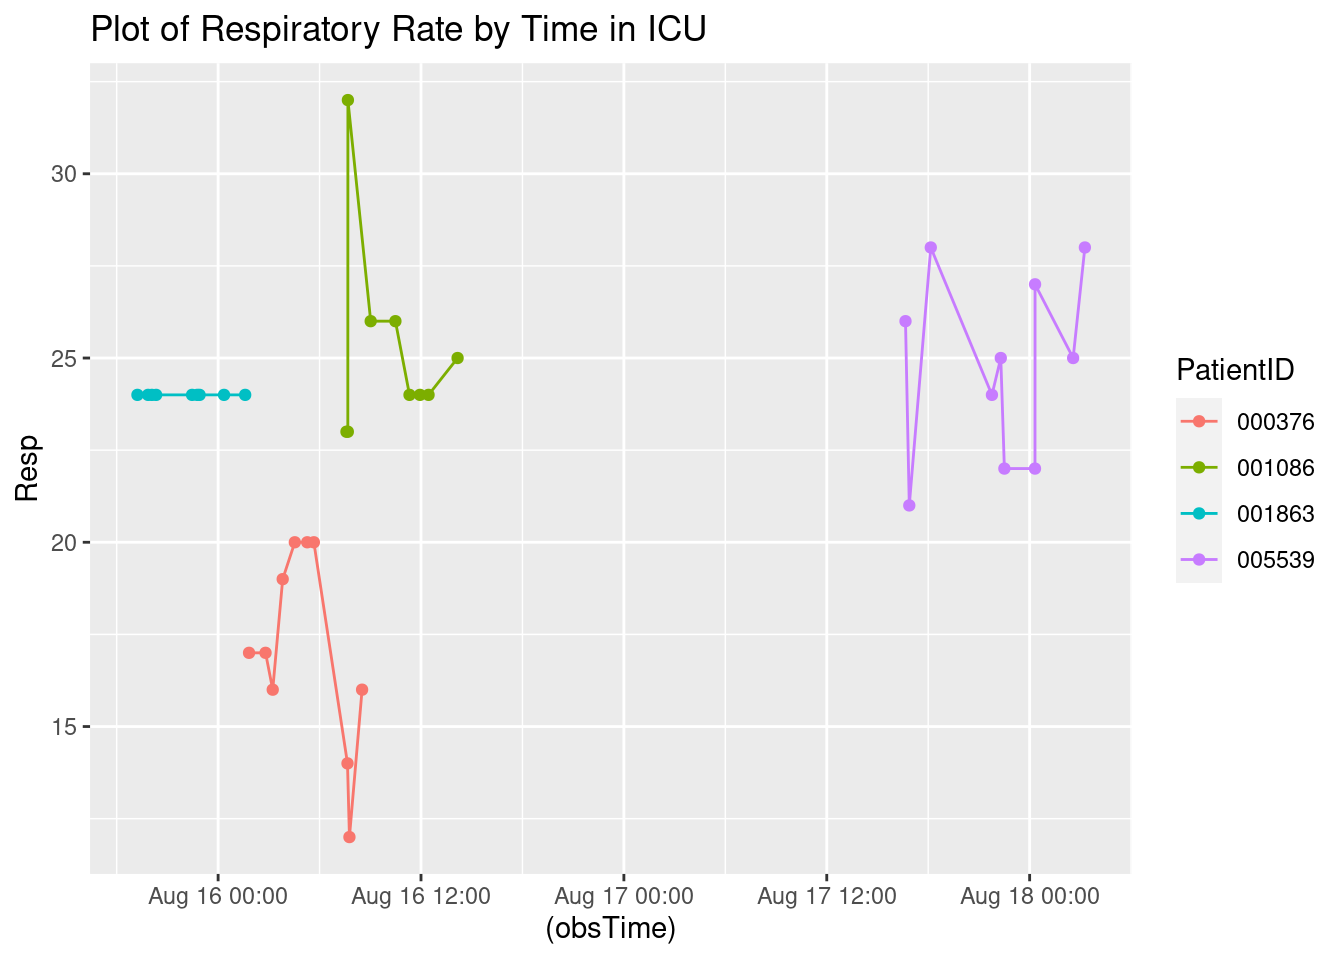 Plot of Respiratory Rate by Time in ICU
30
25
20
15
Resp
Aug 16 00:00 Aug 16 12:00 Aug 17 00:00 Aug 17 12:00 Aug 18 00:00
(obsTime)
PatientID
000376
001086
001863
005539